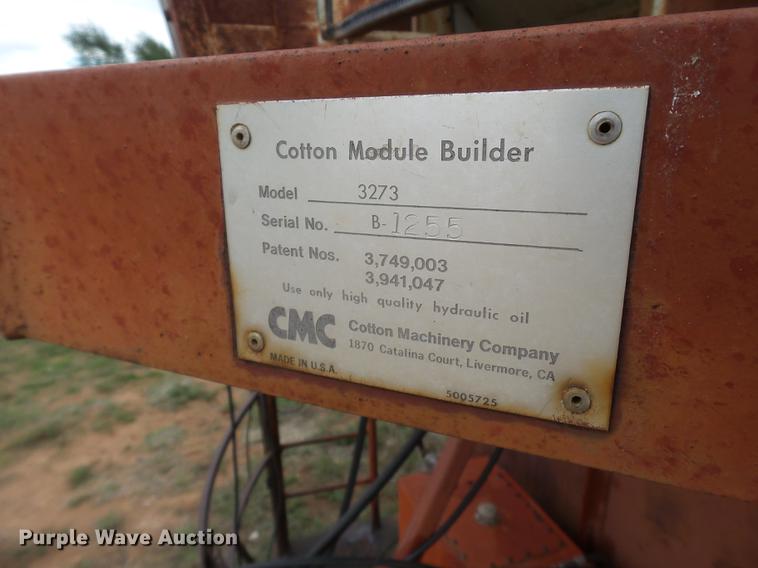 Cotton Module Builder
Model 3273
Serial No. B-1255
Patent Nos. 3,749,003
3,941,047
Use only high quality hydraulic oil
CMC Cotton Machinery Company
1870 Catalina Court, Livermore, CA
MADE IN U.S.A.
5005725
Purple Wave Auction